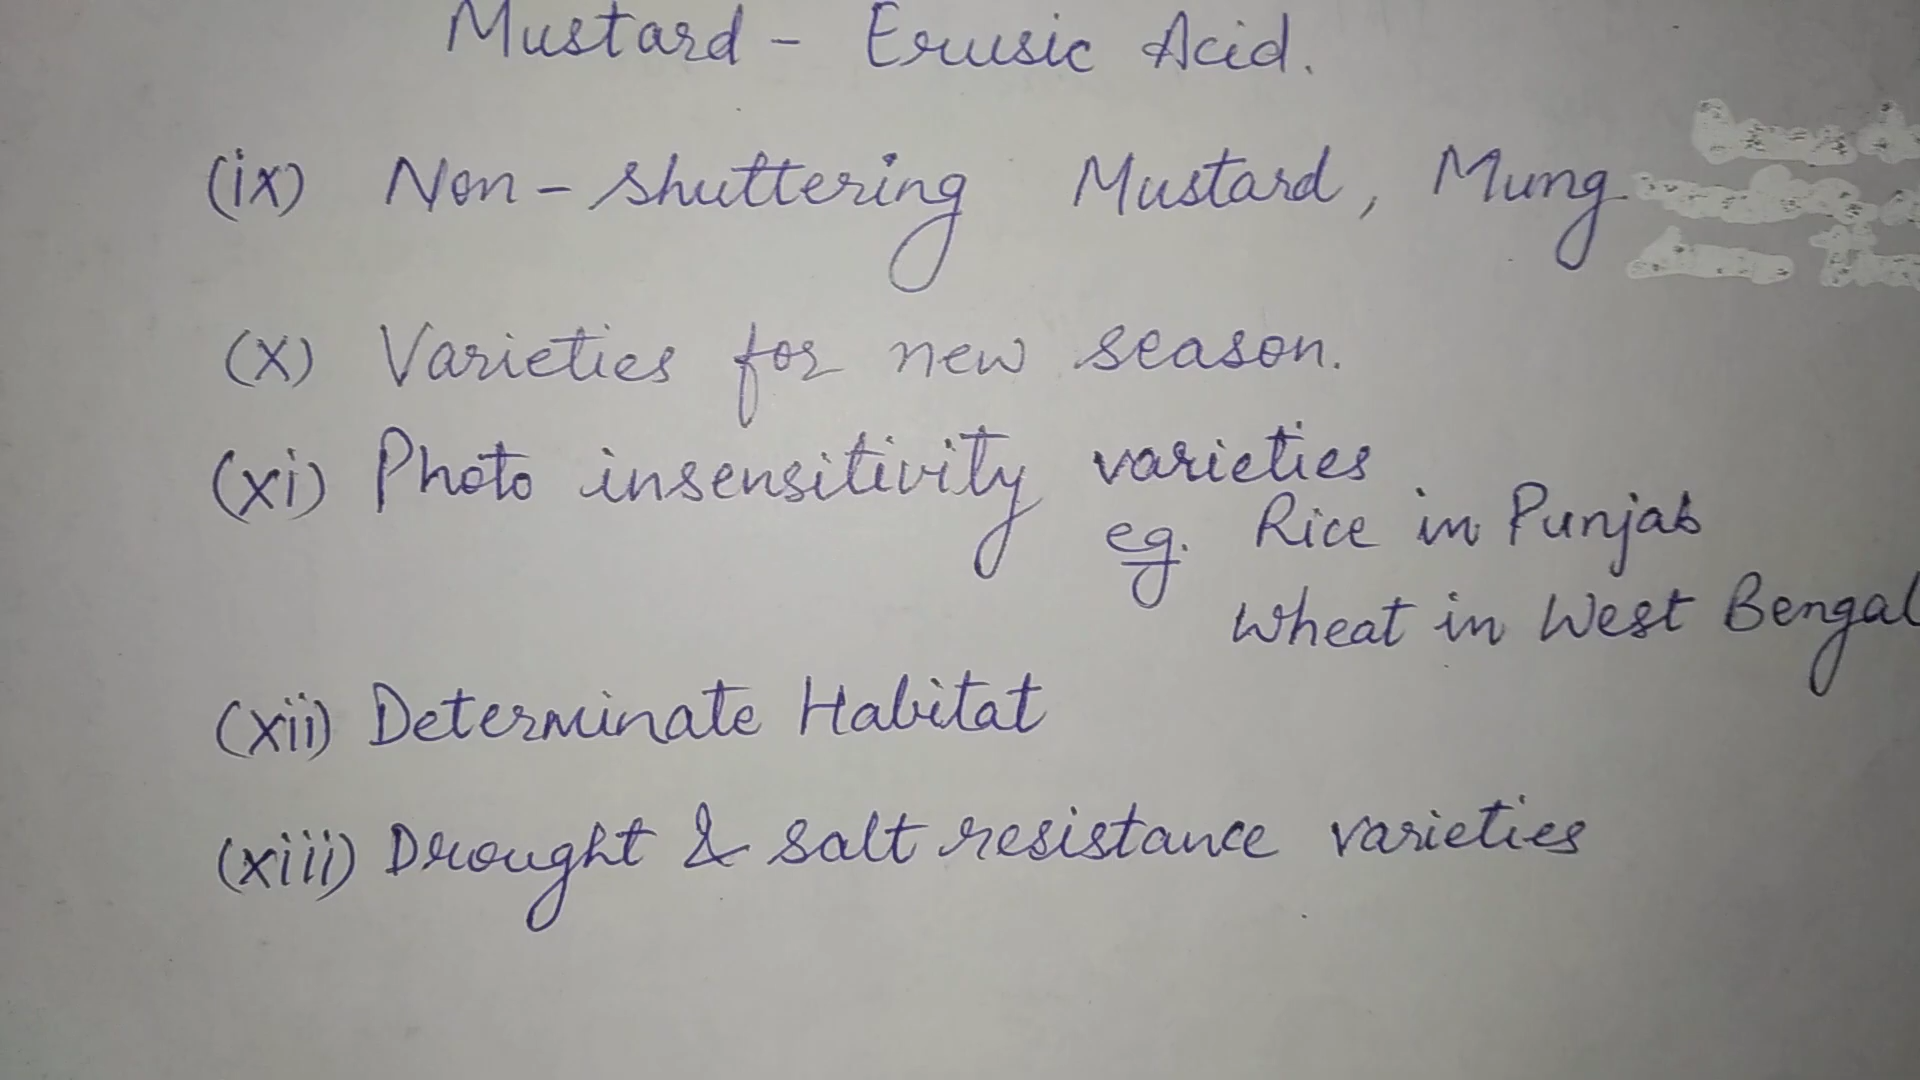 Mustard - Erusic Acid.
(ix) Non-shuttering Mustard, Mung
(x) Varieties for new season.
(xi) Photo insensitivity varieties
eg. Rice in Punjab
Wheat in West Bengal
(xii) Determinate Habitat
(xiii) Drought & salt resistance varieties